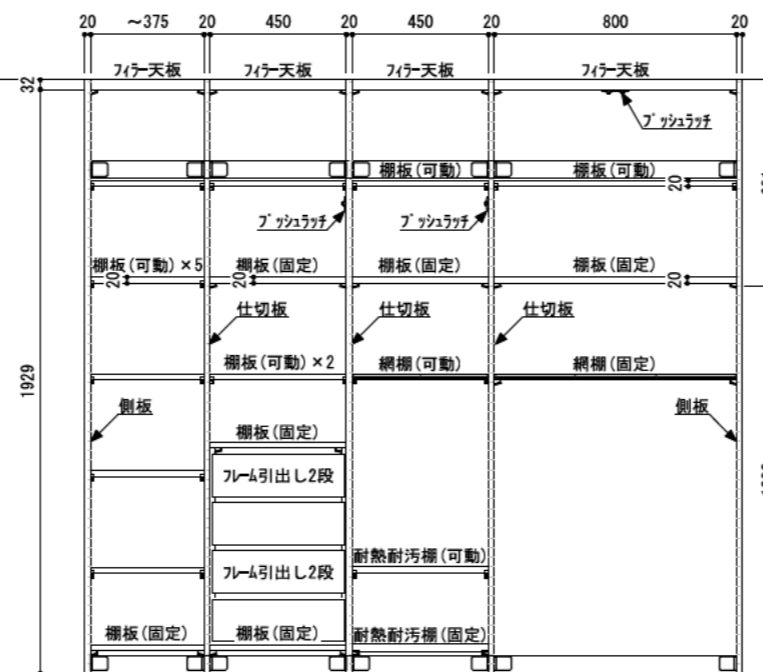 20 ～375 20 450 20 450 20 800 20
フィラー天板 フィラー天板 フィラー天板 フィラー天板
32
プッシュラッチ
棚板(可動) 棚板(可動)
20
プッシュラッチ プッシュラッチ
棚板(可動)×5 棚板(固定) 棚板(固定) 棚板(固定)
20 20 20
仕切板 仕切板 仕切板
棚板(可動)×2 網棚(可動) 網棚(固定)
1929
側板 側板
棚板(固定)
フレーム引出し2段
耐熱耐汚棚(可動)
フレーム引出し2段
棚板(固定) 棚板(固定) 耐熱耐汚棚(固定)